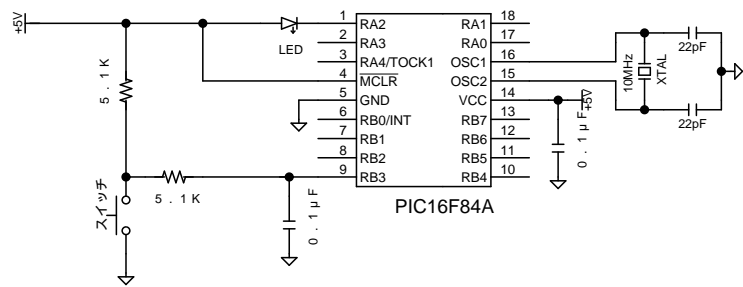 +5V
LED
5．1K
5．1K
スイッチ
0．1μF
1
2
3
4
5
6
7
8
9
RA2
RA3
RA4/TOCK1
MCLR
GND
RB0/INT
RB1
RB2
RB3
RA1
RA0
OSC1
OSC2
VCC
RB7
RB6
RB5
RB4
18
17
16
15
14
13
12
11
10
PIC16F84A
+5V
0．1μF
10MHz
XTAL
22pF
22pF